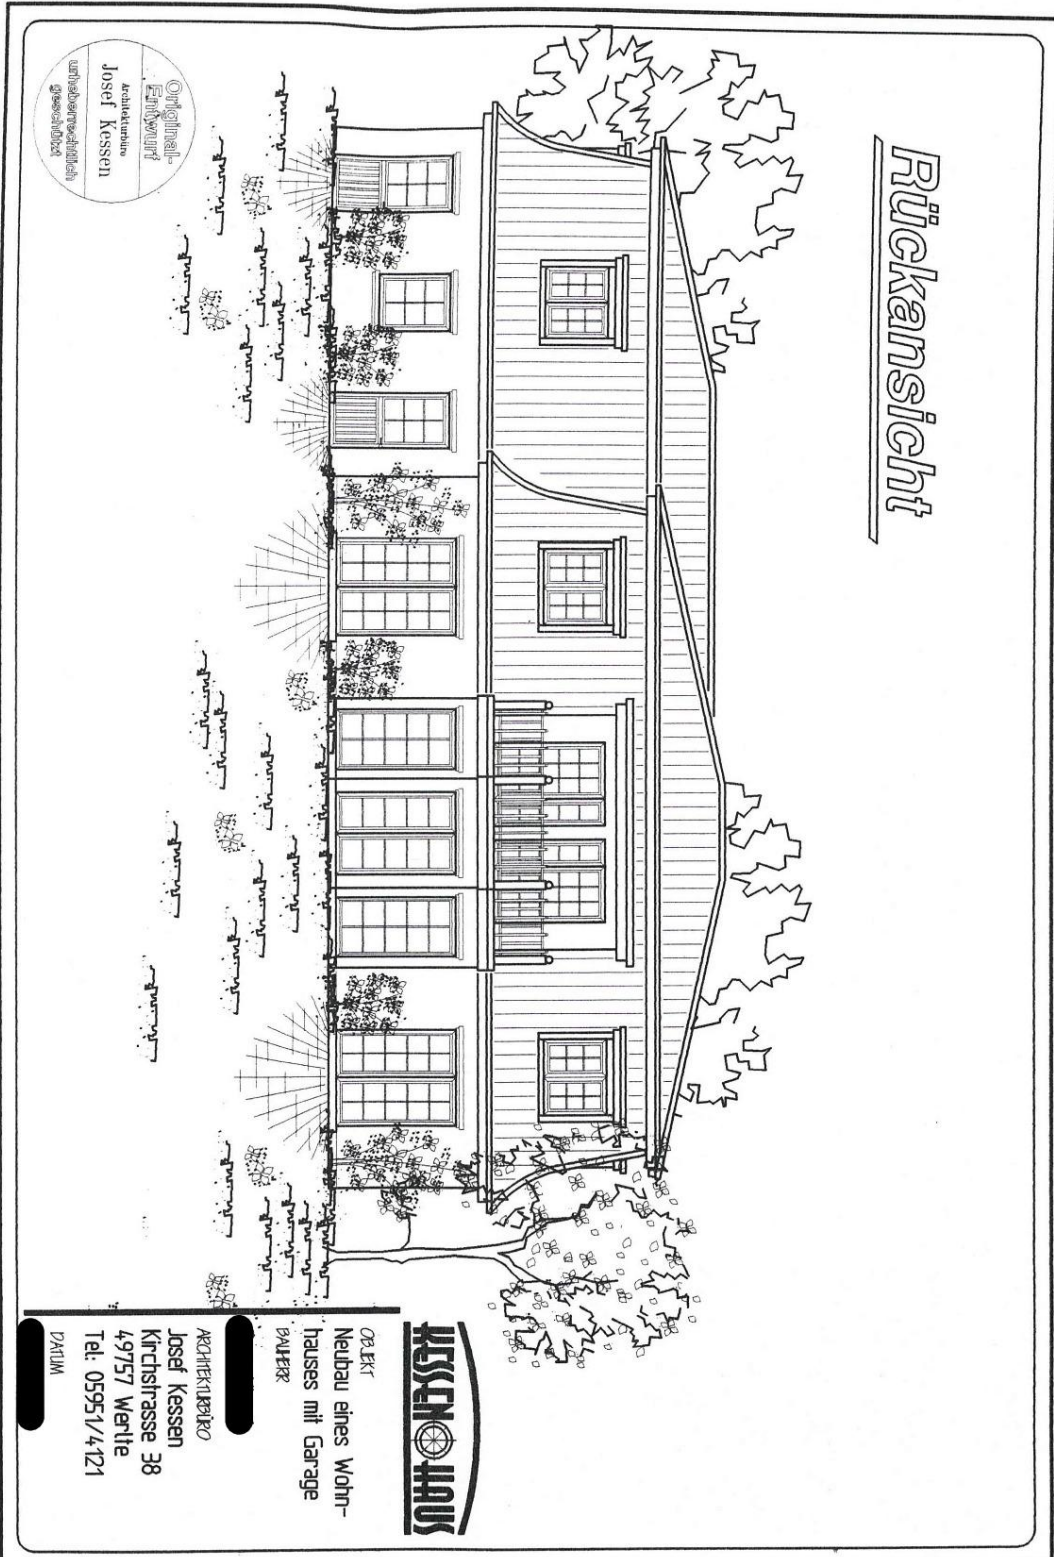 Rückansicht
Original-
Entwurf
Architekturbüro
Josef Kessen
urheberrechtlich
geschützt
KESSEN HAUS
OBJEKT
Neubau eines Wohn-
hauses mit Garage
BAUHERR
ARCHITEKTURBÜRO
Josef Kessen
Kirchstrasse 38
49757 Werlte
Tel: 05951/4121
DATUM